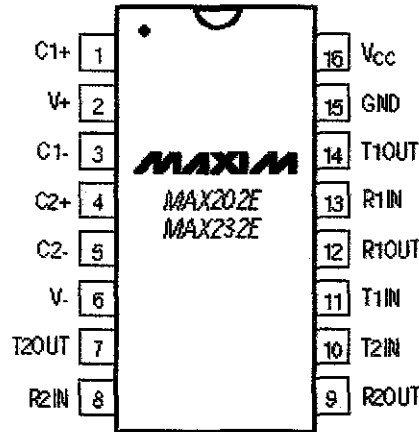 C1+ 1 16 VCC
V+ 2 15 GND
C1- 3 14 T1OUT
MAXIM
C2+ 4 13 R1IN
MAX202E
MAX232E
C2- 5 12 R1OUT
V- 6 11 T1IN
T2OUT 7 10 T2IN
R2IN 8 9 R2OUT